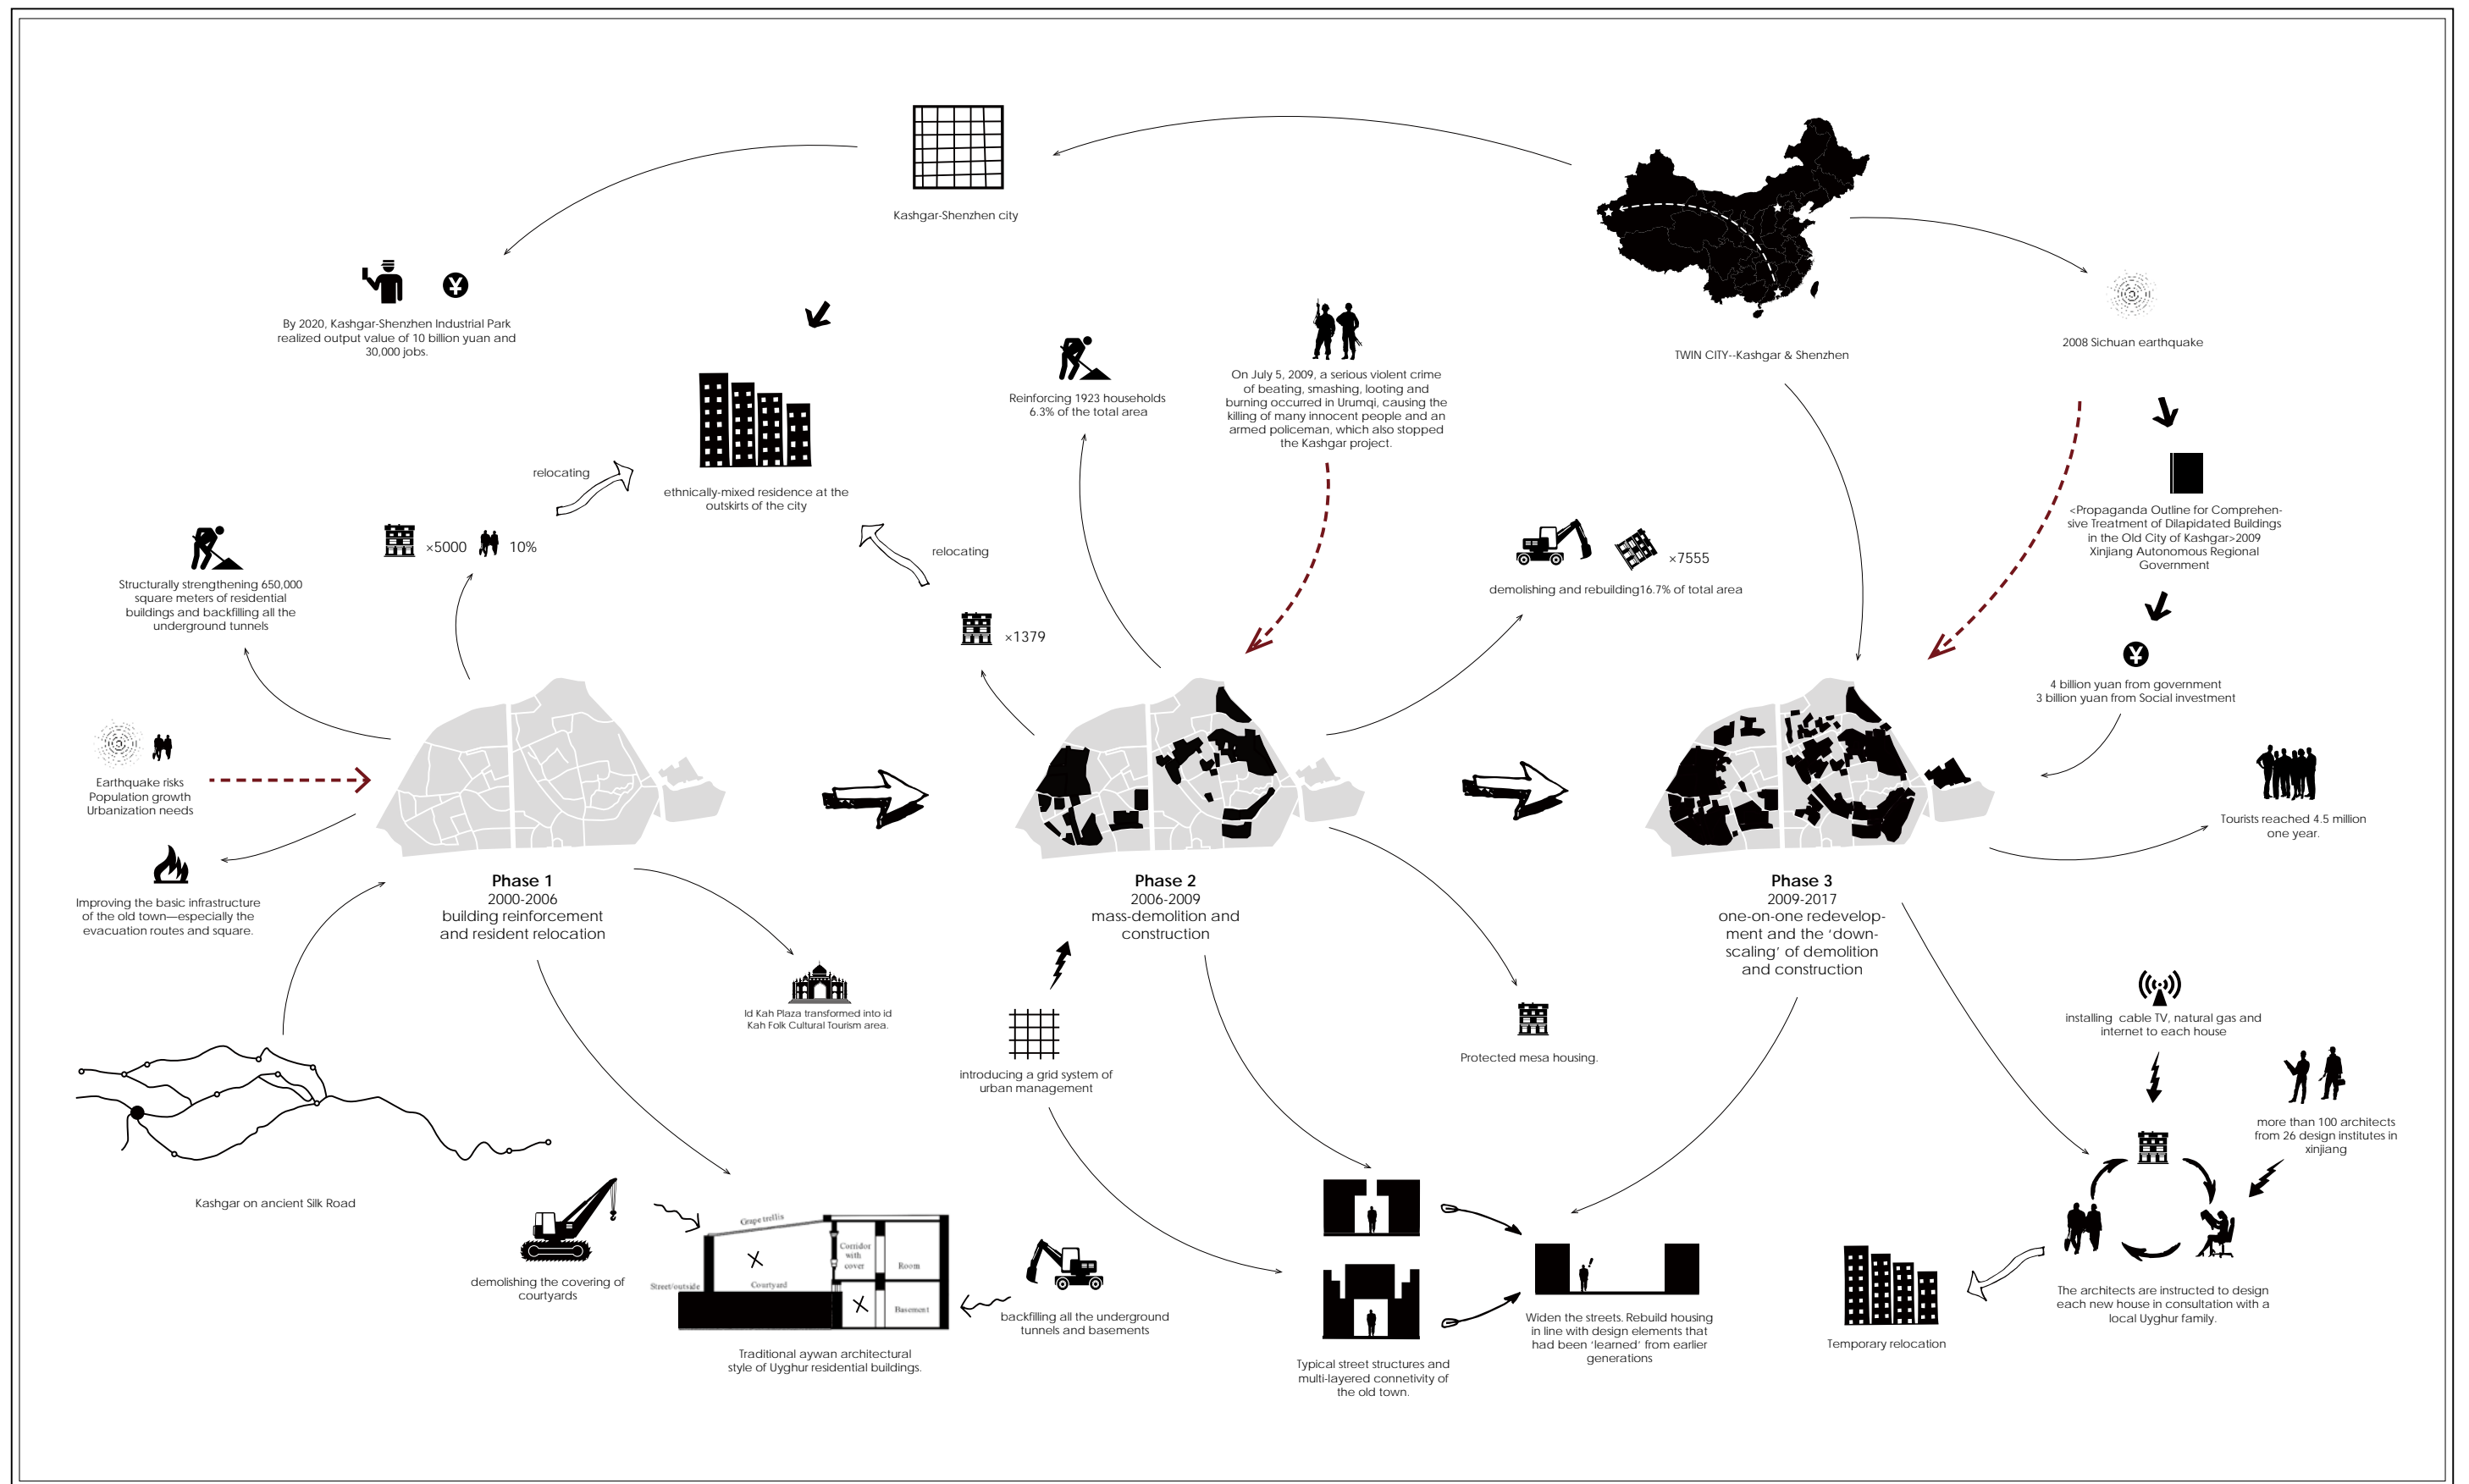 Kashgar-Shenzhen city
By 2020, Kashgar-Shenzhen Industrial Park
realized output value of 10 billion yuan and
30,000 jobs.
TWIN CITY--Kashgar & Shenzhen
2008 Sichuan earthquake
Reinforcing 1923 households
6.3% of the total area
On July 5, 2009, a serious violent crime
of beating, smashing, looting and
burning occurred in Urumqi, causing the
killing of many innocent people and an
armed policeman, which also stopped
the Kashgar project.
relocating
ethnically-mixed residence at the
outskirts of the city
×5000
10%
relocating
×1379
×7555
demolishing and rebuilding16.7% of total area
<Propaganda Outline for Comprehen-
sive Treatment of Dilapidated Buildings
in the Old City of Kashgar>2009
Xinjiang Autonomous Regional
Government
Structurally strengthening 650,000
square meters of residential
buildings and backfilling all the
underground tunnels
4 billion yuan from government
3 billion yuan from Social investment
Earthquake risks
Population growth
Urbanization needs
Tourists reached 4.5 million
one year.
Improving the basic infrastructure
of the old town—especially the
evacuation routes and square.
Phase 1
2000-2006
building reinforcement
and resident relocation
Phase 2
2006-2009
mass-demolition and
construction
Phase 3
2009-2017
one-on-one redevelop-
ment and the ‘down-
scaling’ of demolition
and construction
Id Kah Plaza transformed into id
Kah Folk Cultural Tourism area.
introducing a grid system of
urban management
Protected mesa housing.
installing cable TV, natural gas and
internet to each house
more than 100 architects
from 26 design institutes in
xinjiang
Kashgar on ancient Silk Road
demolishing the covering of
courtyards
Grape trellis
Corridor
with
cover
Room
Street/outside
Courtyard
Basement
backfilling all the underground
tunnels and basements
Traditional aywan architectural
style of Uyghur residential buildings.
Typical street structures and
multi-layered connetivity of
the old town.
Widen the streets. Rebuild housing
in line with design elements that
had been ‘learned’ from earlier
generations
Temporary relocation
The architects are instructed to design
each new house in consultation with a
local Uyghur family.